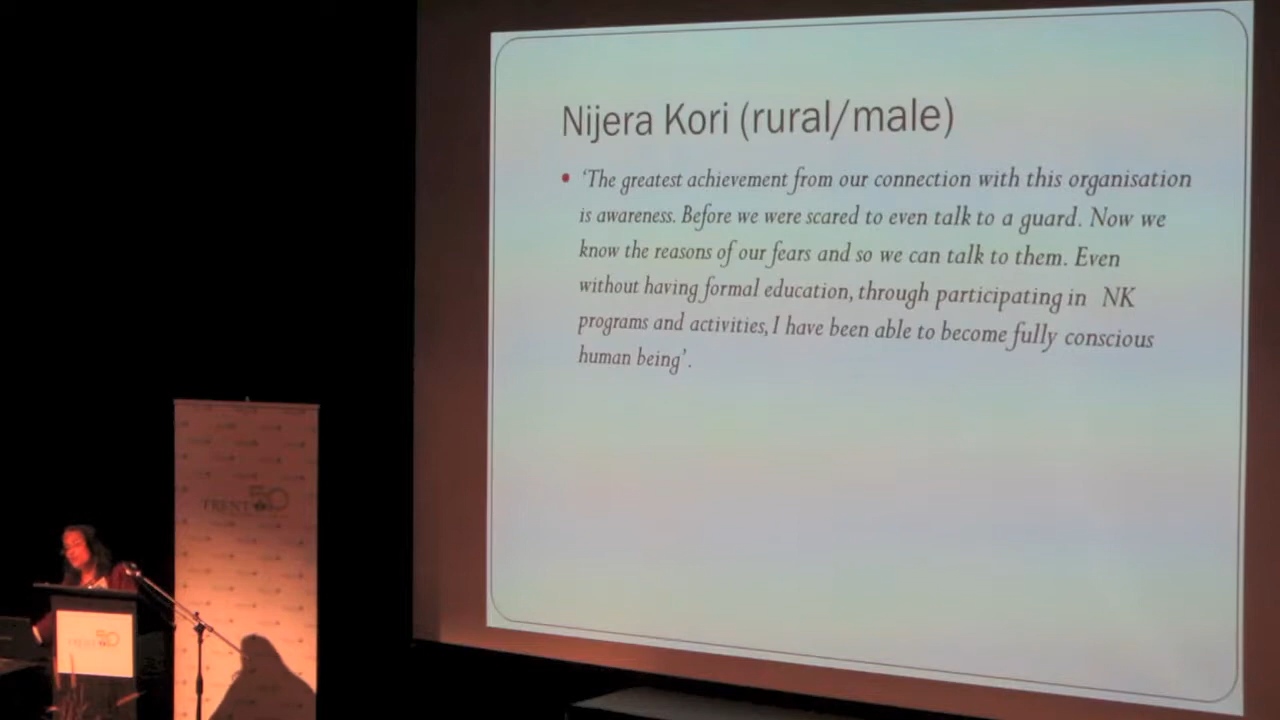 Nijera Kori (rural/male)
• ‘The greatest achievement from our connection with this organisation
is awareness. Before we were scared to even talk to a guard. Now we
know the reasons of our fears and so we can talk to them. Even
without having formal education, through participating in NK
programs and activities, I have been able to become fully conscious
human being’.
TRENT 50
TRENT 50